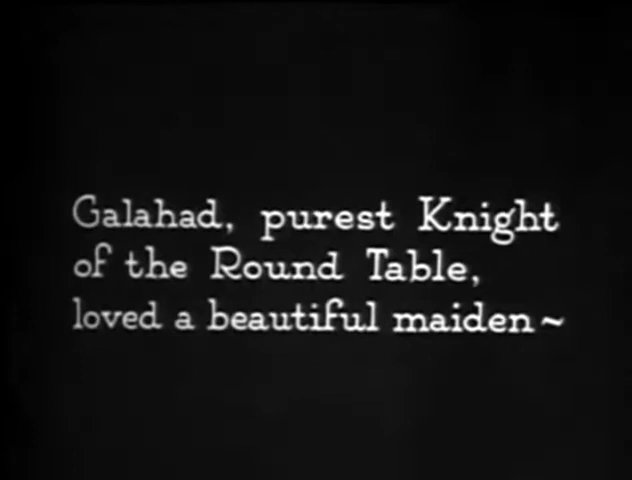 Galahad, purest Knight
of the Round Table,
loved a beautiful maiden~